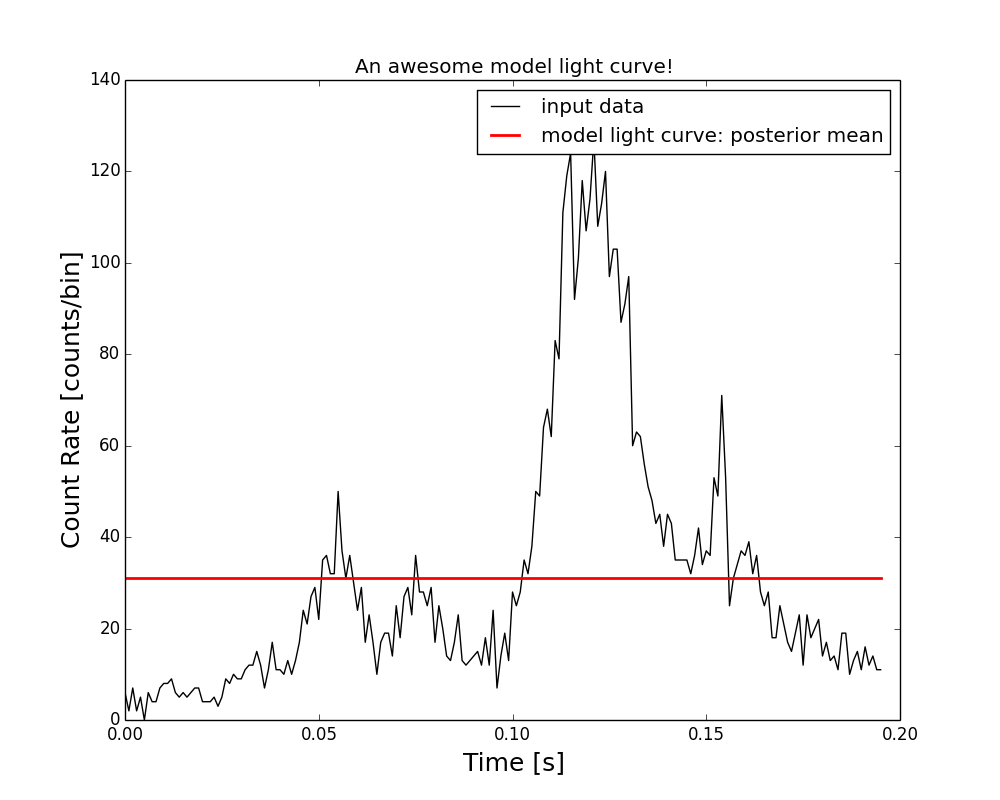 An awesome model light curve!
140
120
100
80
60
40
20
0
Count Rate [counts/bin]
input data
model light curve: posterior mean
0.00 0.05 0.10 0.15 0.20
Time [s]